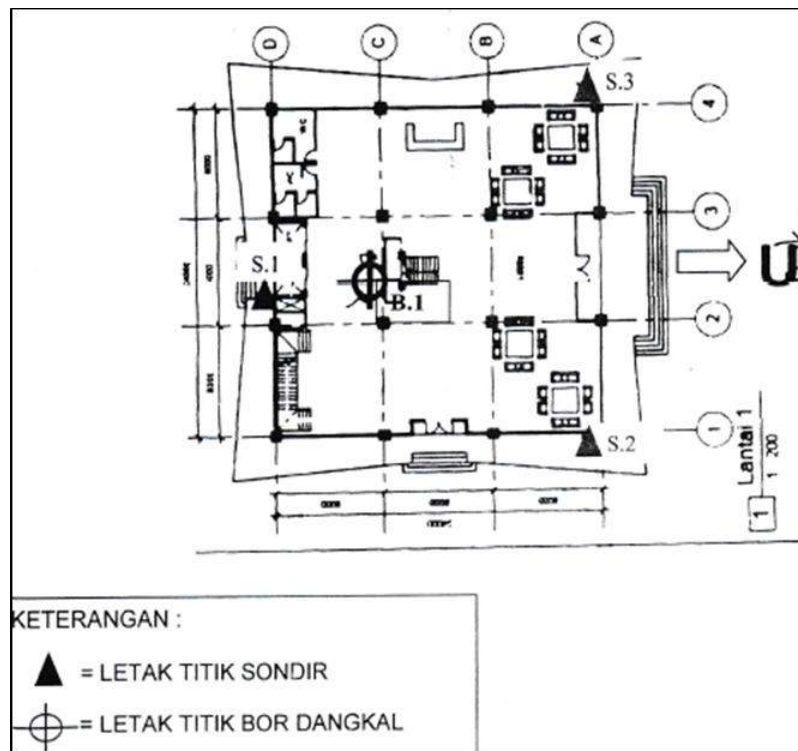 D
C
B
A
S.3
4
WC
3
S.1
B.1
2
1
S.2
Lantai 1
1 200
1
KETERANGAN :
= LETAK TITIK SONDIR
= LETAK TITIK BOR DANGKAL